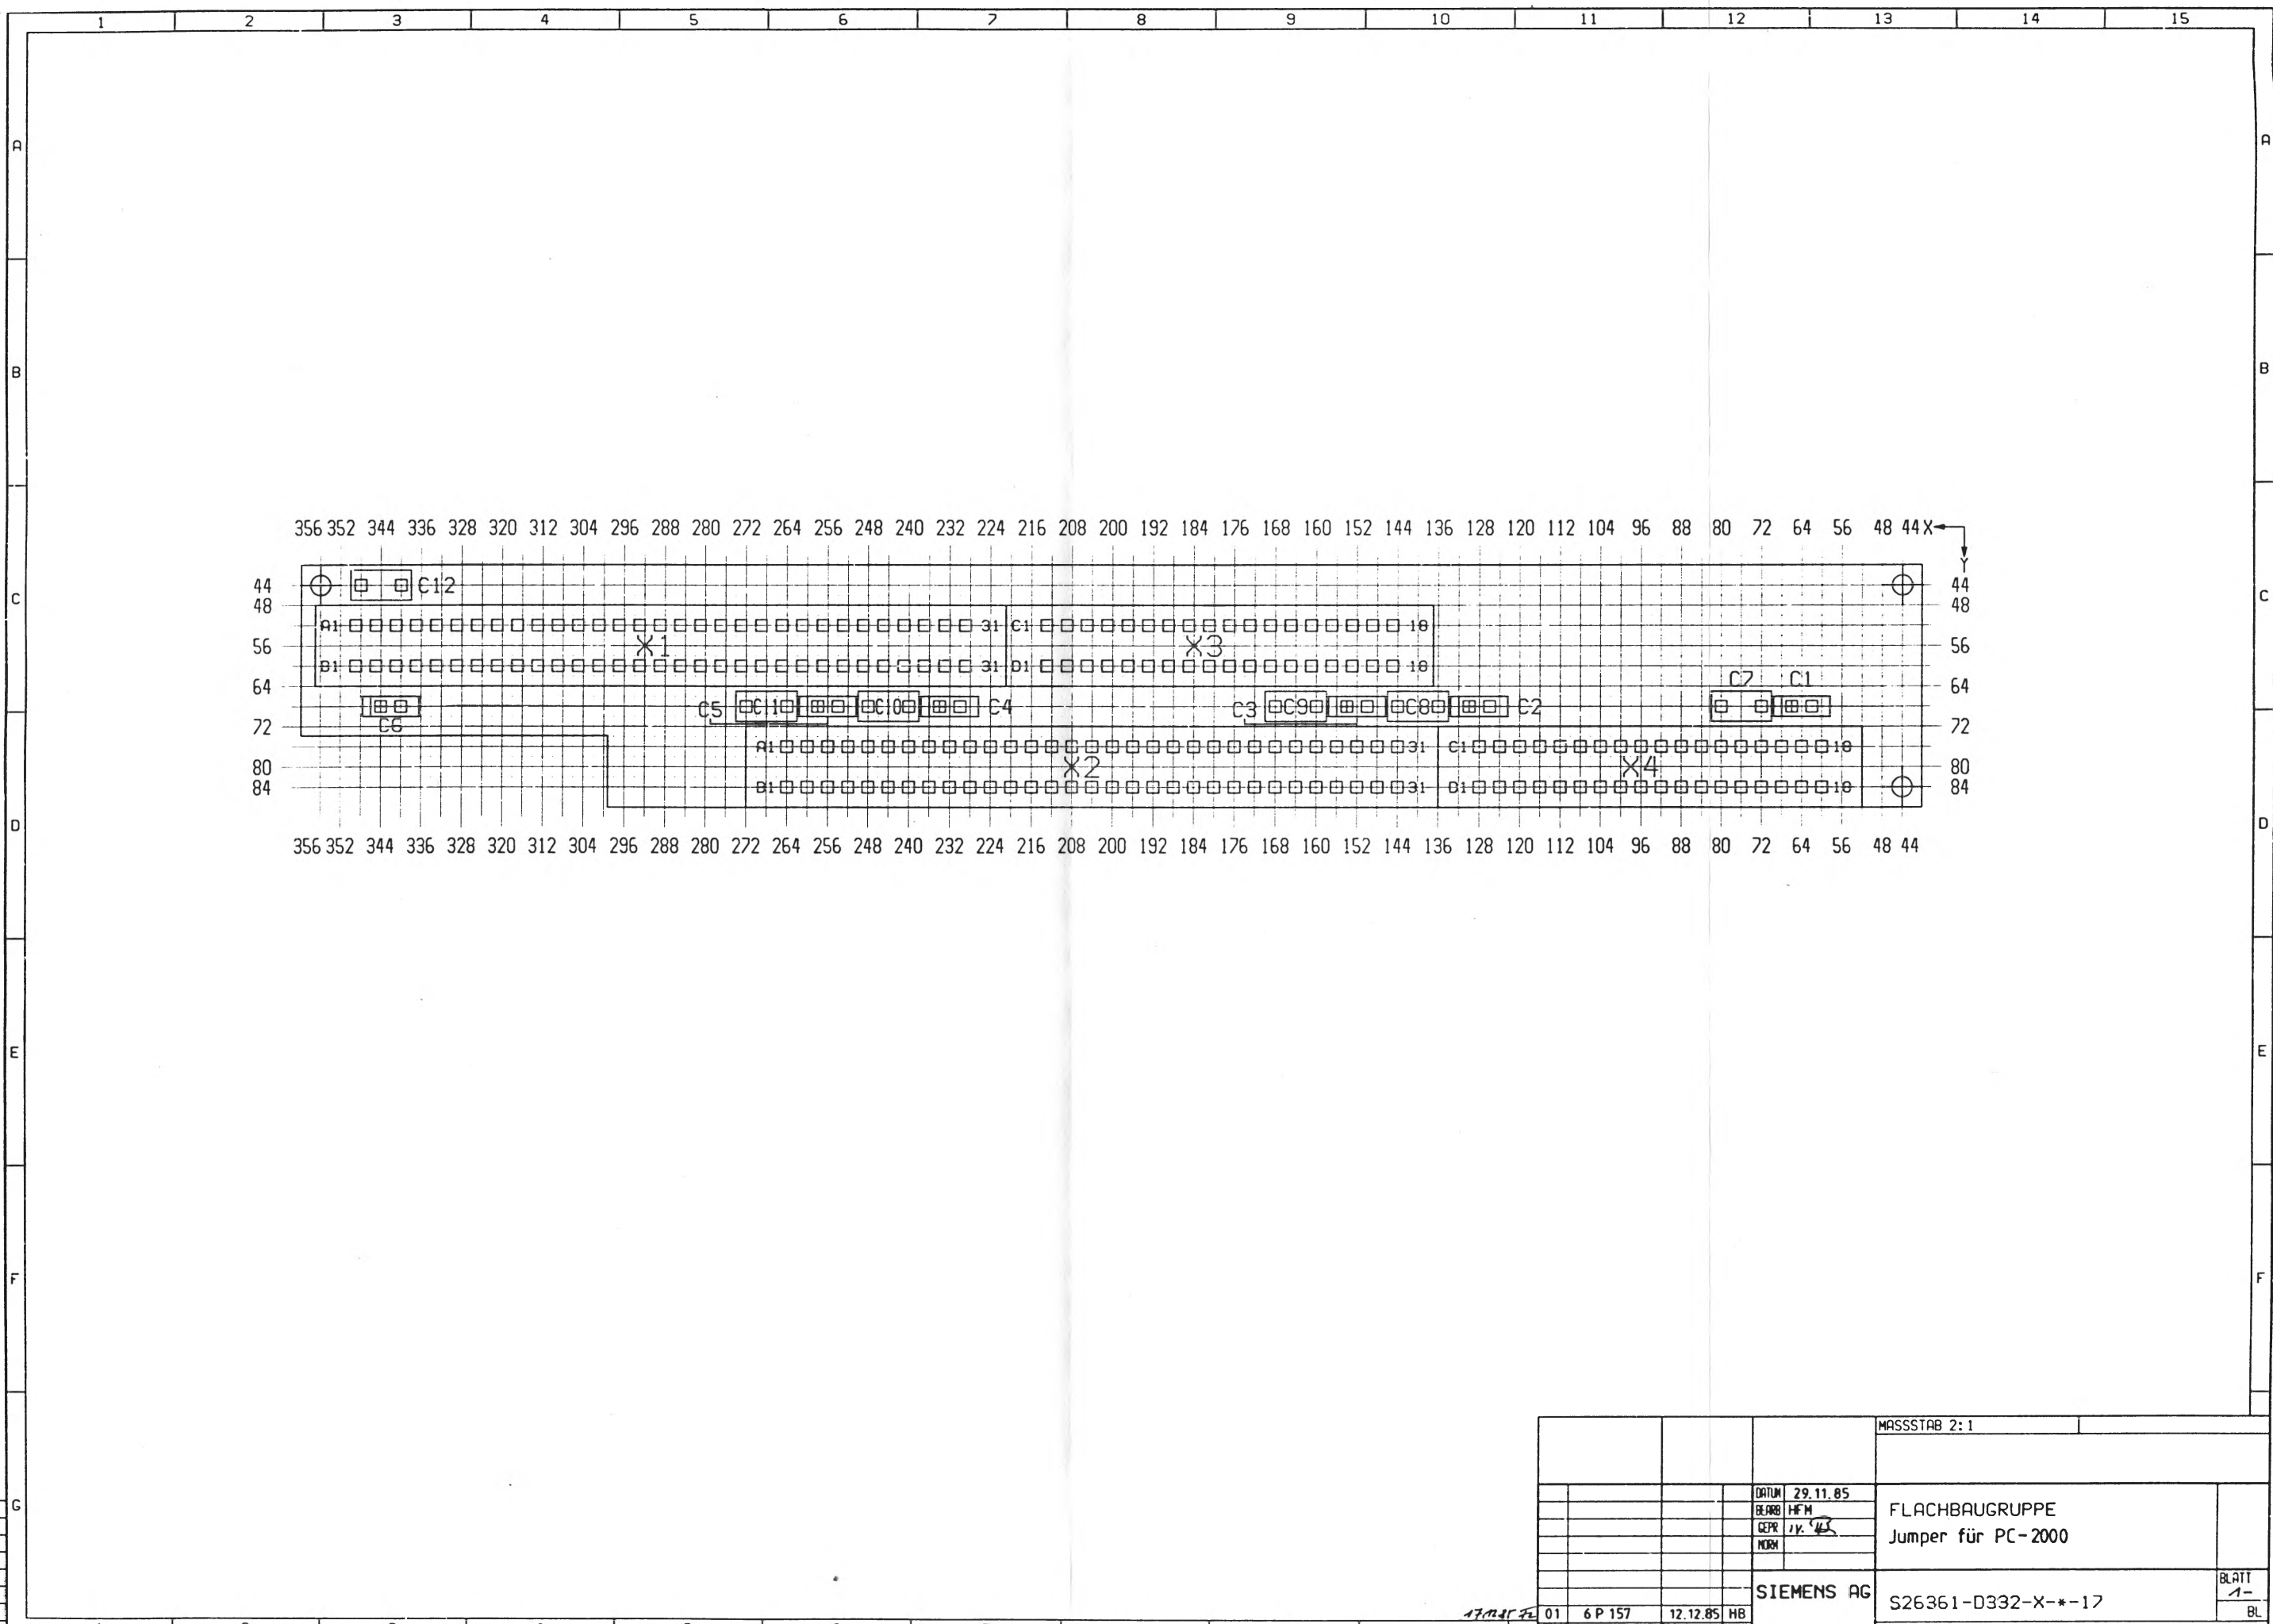 1 2 3 4 5 6 7 8 9 10 11 12 13 14 15
A A
B B
356 352 344 336 328 320 312 304 296 288 280 272 264 256 248 240 232 224 216 208 200 192 184 176 168 160 152 144 136 128 120 112 104 96 88 80 72 64 56 48 44 X
Y
44 C12 44
C C
48 48
A1 31 C1 18
56 X1 X3 56
B1 31 D1 18
64 C7 C1 64
C5 C11 C10 C4 C3 C9 C8 C2
72 C6 72
A1 31 C1 18
80 X2 X4 80
84 B1 31 D1 18 84
D D
356 352 344 336 328 320 312 304 296 288 280 272 264 256 248 240 232 224 216 208 200 192 184 176 168 160 152 144 136 128 120 112 104 96 88 80 72 64 56 48 44
E E
F F
G
MASSSTAB 2:1
DATUM 29.11.85
BEARB HFM
GEPR
NORM
FLACHBAUGRUPPE
Jumper für PC-2000
SIEMENS AG
S26361-D332-X-*-17
BLATT
1-
BL
01 6 P 157 12.12.85 HB